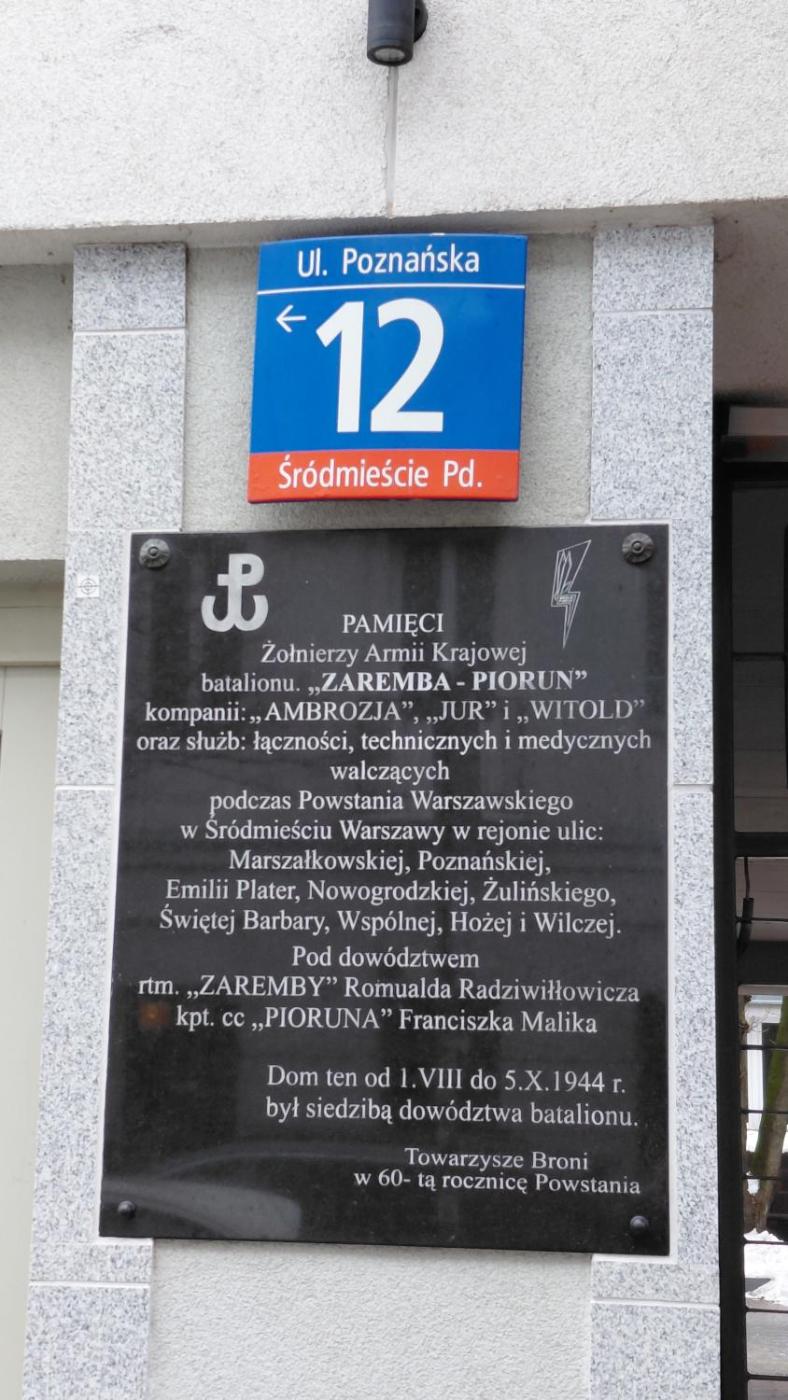 Ul. Poznańska
← 12
Śródmieście Pd.
PAMIĘCI
Żołnierzy Armii Krajowej
batalionu. „ZAREMBA - PIORUN”
kompanii: „AMBROZJA”, „JUR” i „WITOLD”
oraz służb: łączności, technicznych i medycznych
walczących
podczas Powstania Warszawskiego
w Śródmieściu Warszawy w rejonie ulic:
Marszałkowskiej, Poznańskiej,
Emilii Plater, Nowogrodzkiej, Żulińskiego,
Świętej Barbary, Wspólnej, Hożej i Wilczej.
Pod dowództwem
rtm. „ZAREMBY” Romualda Radziwiłłowicza
kpt. cc „PIORUNA” Franciszka Malika
Dom ten od 1.VIII do 5.X.1944 r.
był siedzibą dowództwa batalionu.
Towarzysze Broni
w 60- tą rocznicę Powstania